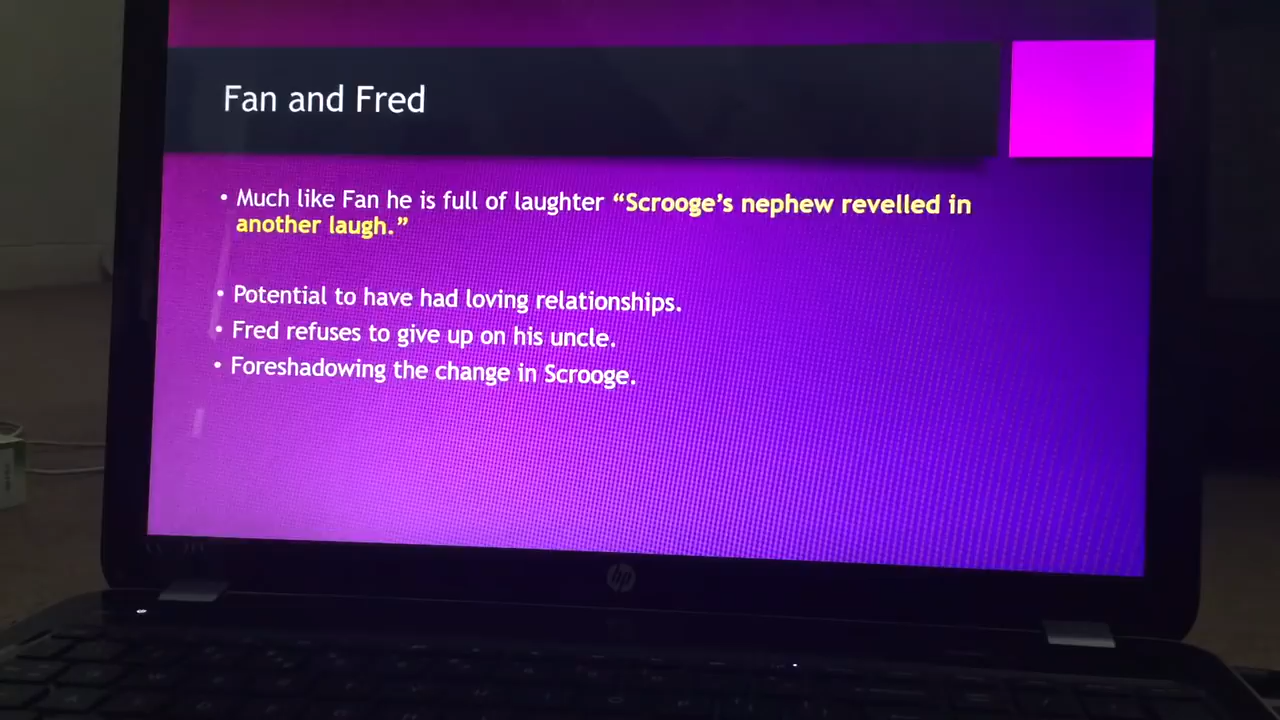 Fan and Fred
• Much like Fan he is full of laughter “Scrooge’s nephew revelled in
another laugh.”
• Potential to have had loving relationships.
• Fred refuses to give up on his uncle.
• Foreshadowing the change in Scrooge.
hp